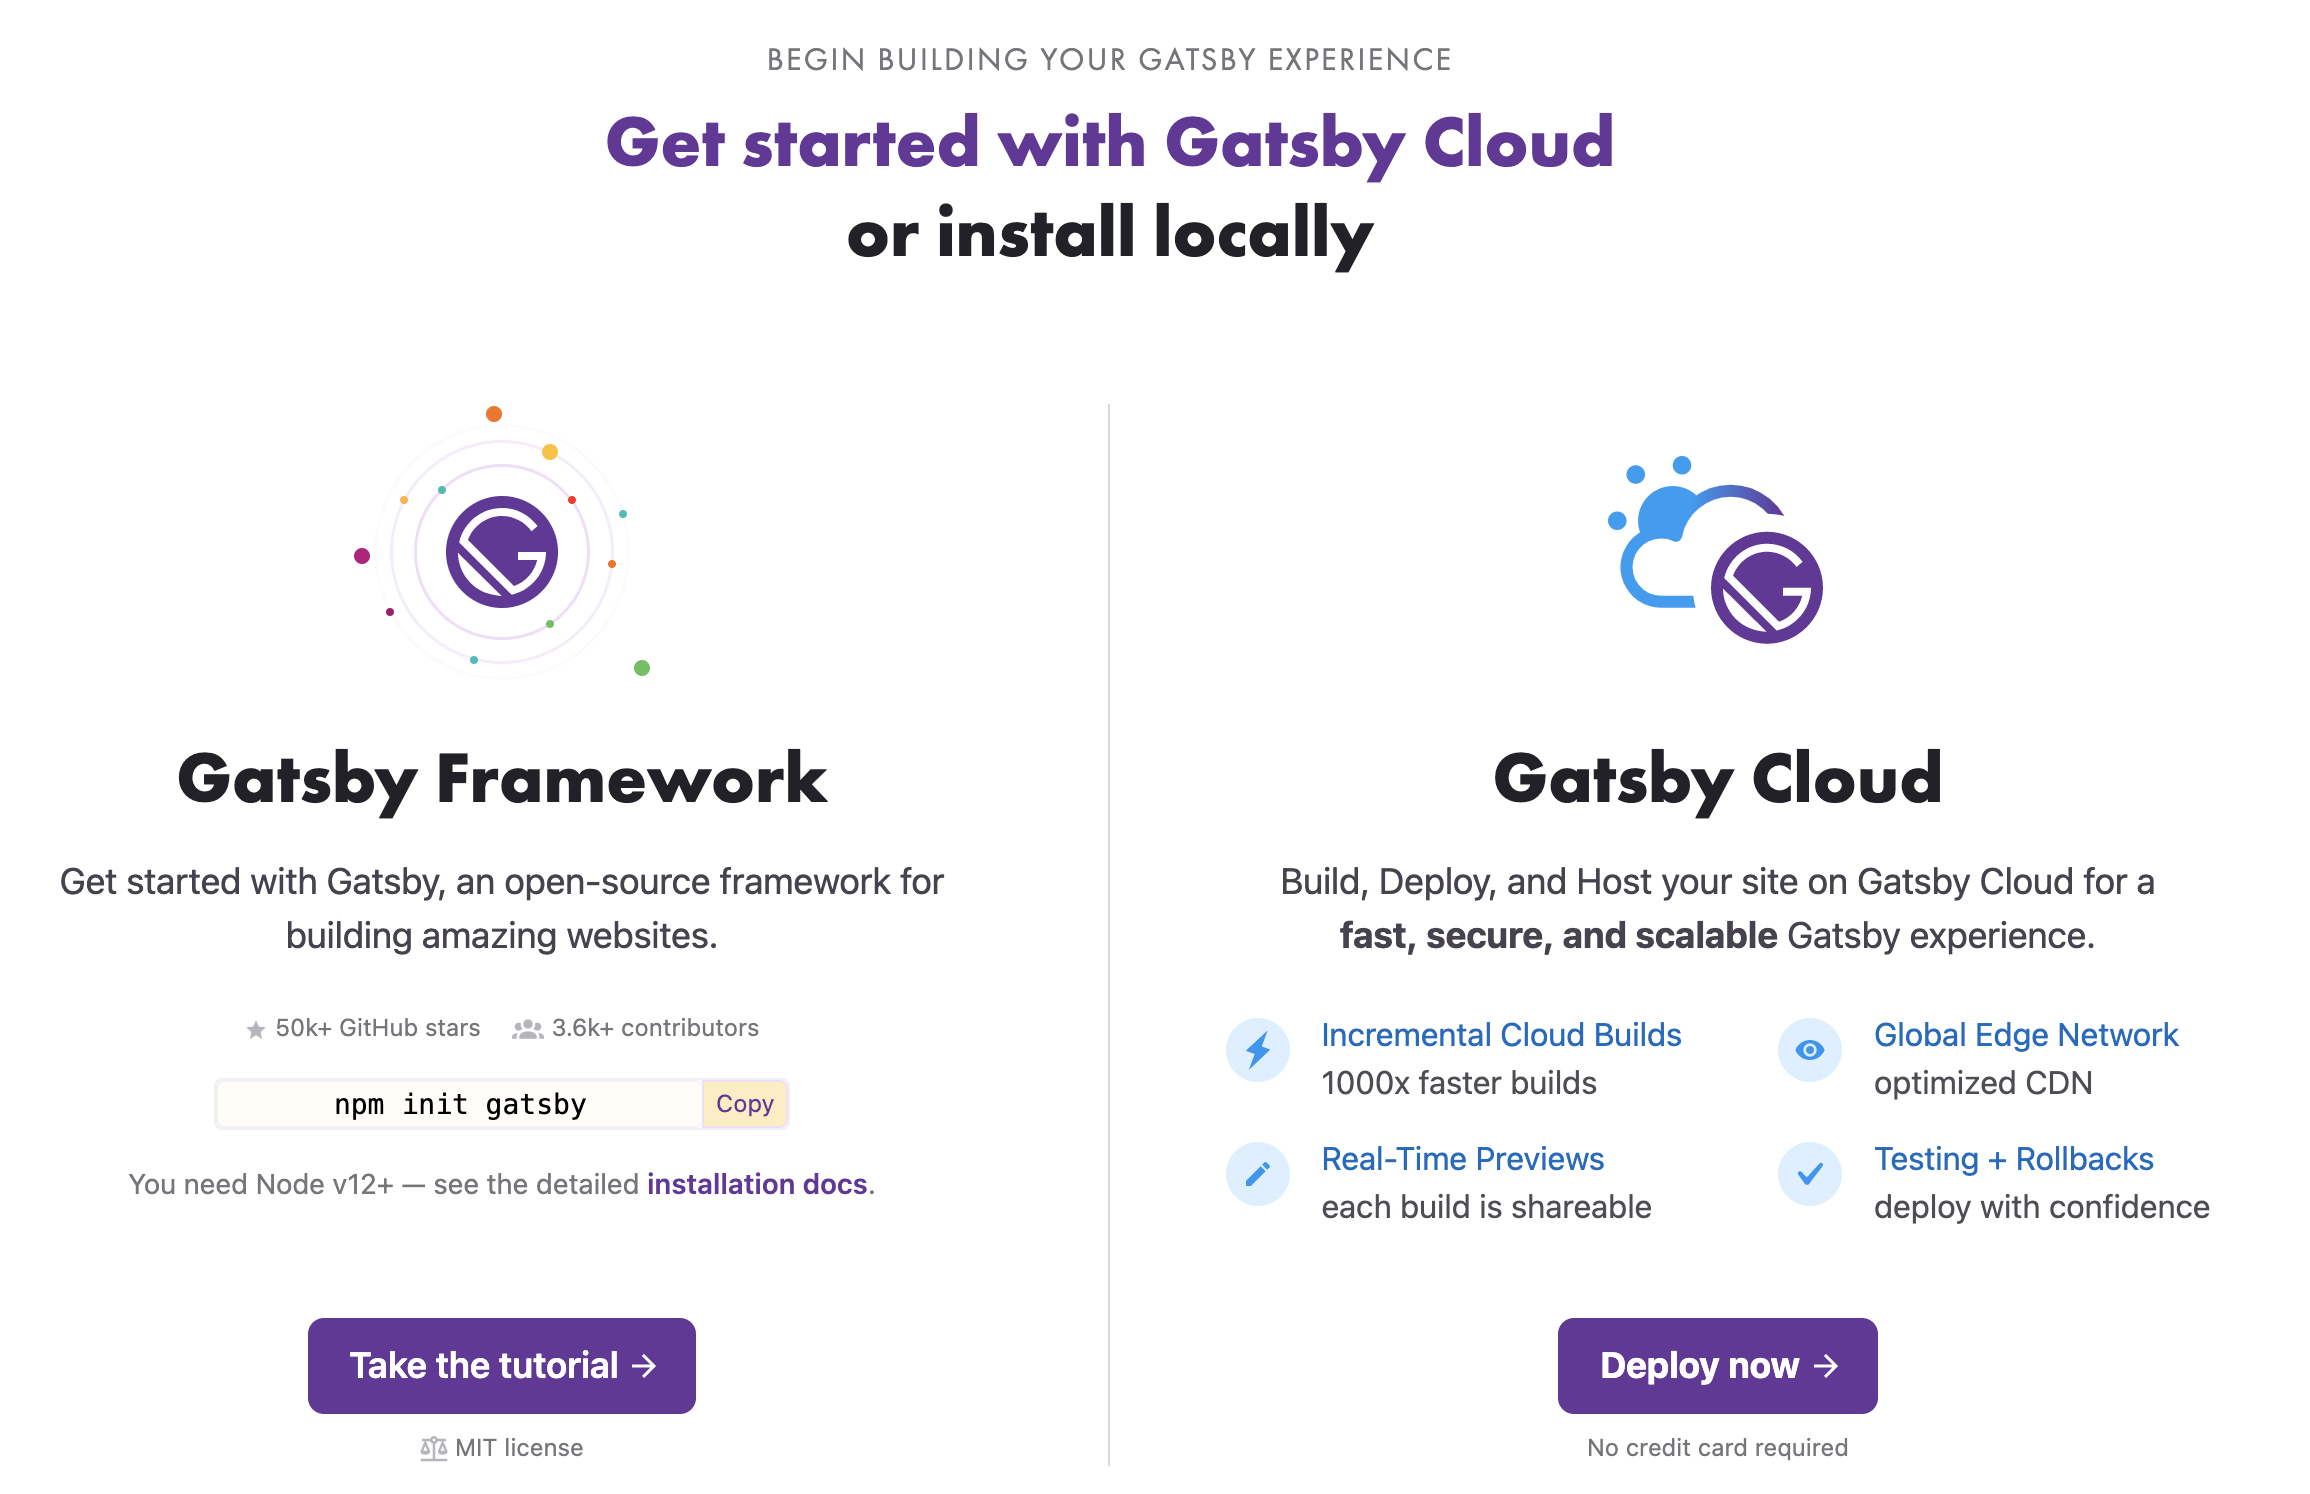 BEGIN BUILDING YOUR GATSBY EXPERIENCE
Get started with Gatsby Cloud
or install locally
Gatsby Framework
Get started with Gatsby, an open-source framework for
building amazing websites.
50k+ GitHub stars 3.6k+ contributors
npm init gatsby Copy
You need Node v12+ — see the detailed installation docs.
Take the tutorial →
MIT license
Gatsby Cloud
Build, Deploy, and Host your site on Gatsby Cloud for a
fast, secure, and scalable Gatsby experience.
Incremental Cloud Builds
1000x faster builds
Global Edge Network
optimized CDN
Real-Time Previews
each build is shareable
Testing + Rollbacks
deploy with confidence
Deploy now →
No credit card required